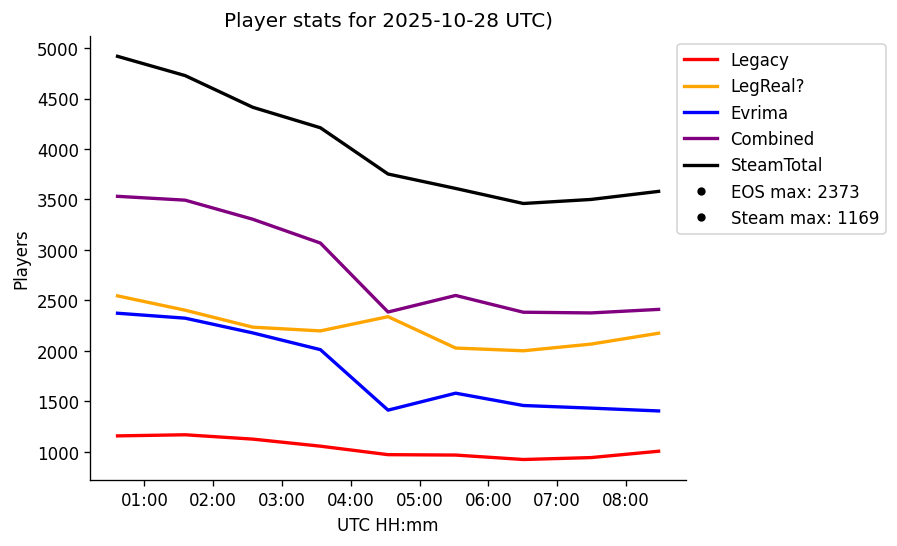 Player stats for 2025-10-28 UTC)
Players
5000
4500
4000
3500
3000
2500
2000
1500
1000
01:00 02:00 03:00 04:00 05:00 06:00 07:00 08:00
UTC HH:mm
Legacy
LegReal?
Evrima
Combined
SteamTotal
EOS max: 2373
Steam max: 1169